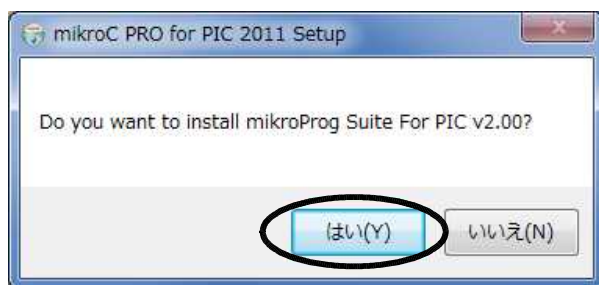 mikroC PRO for PIC 2011 Setup
Do you want to install mikroProg Suite For PIC v2.00?
はい(Y) いいえ(N)